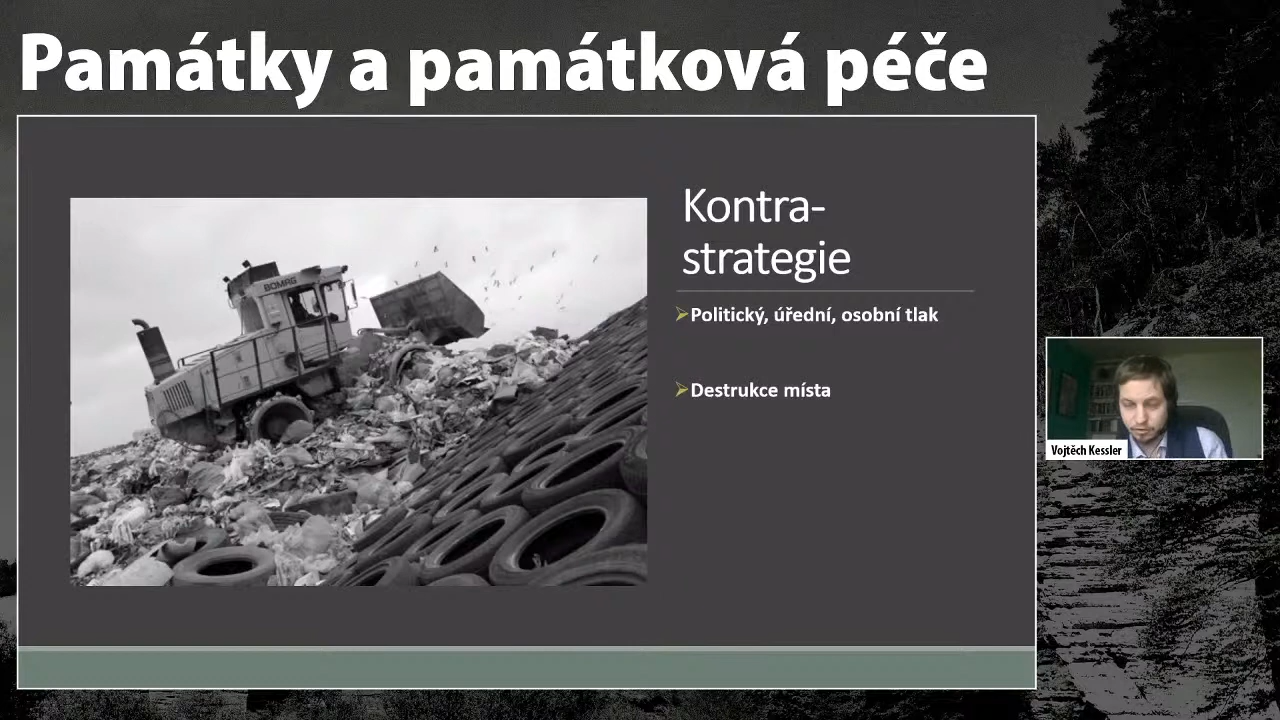 Památky a památková péče
Kontra-
strategie
Politický, úřední, osobní tlak
Destrukce místa
BOMAG
Vojtěch Kessler